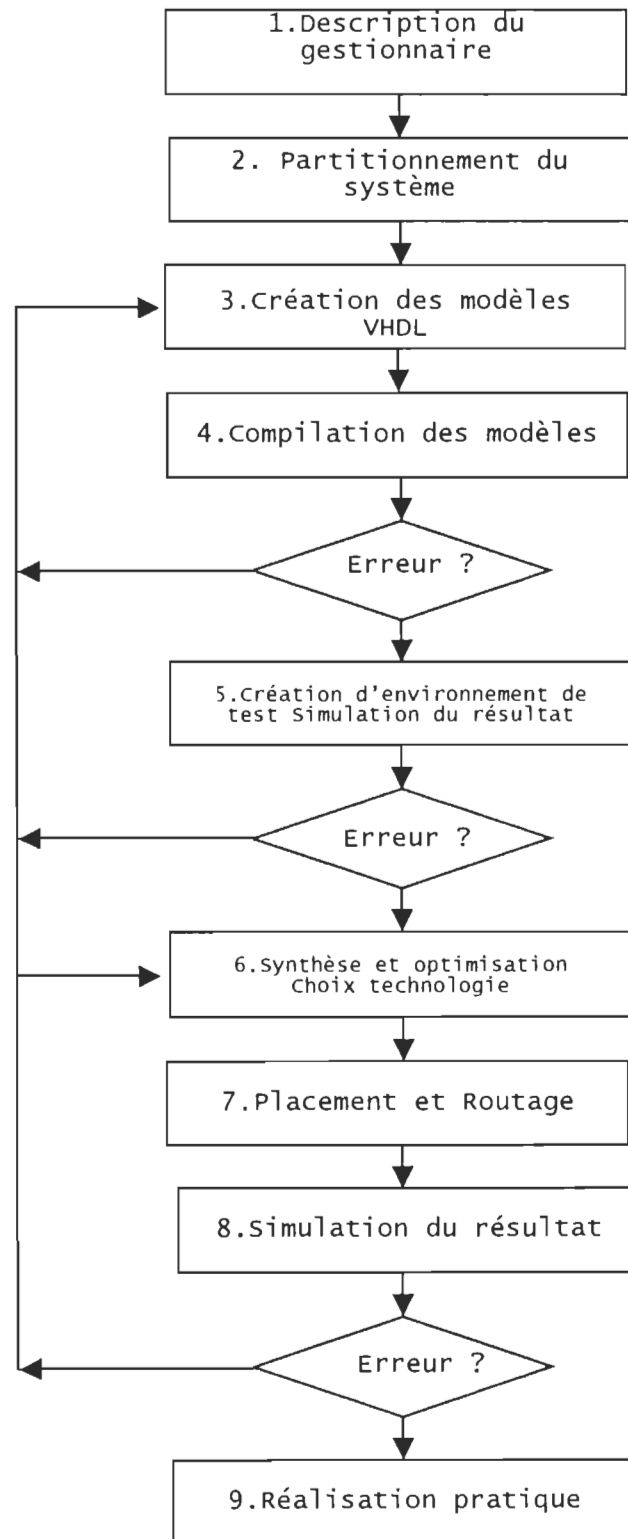 1.Description du
gestionnaire
2. Partitionnement du
système
3.Création des modèles
VHDL
4.Compilation des modèles
Erreur ?
5.Création d'environnement de
test Simulation du résultat
Erreur ?
6.Synthèse et optimisation
Choix technologie
7.Placement et Routage
8.Simulation du résultat
Erreur ?
9.Réalisation pratique